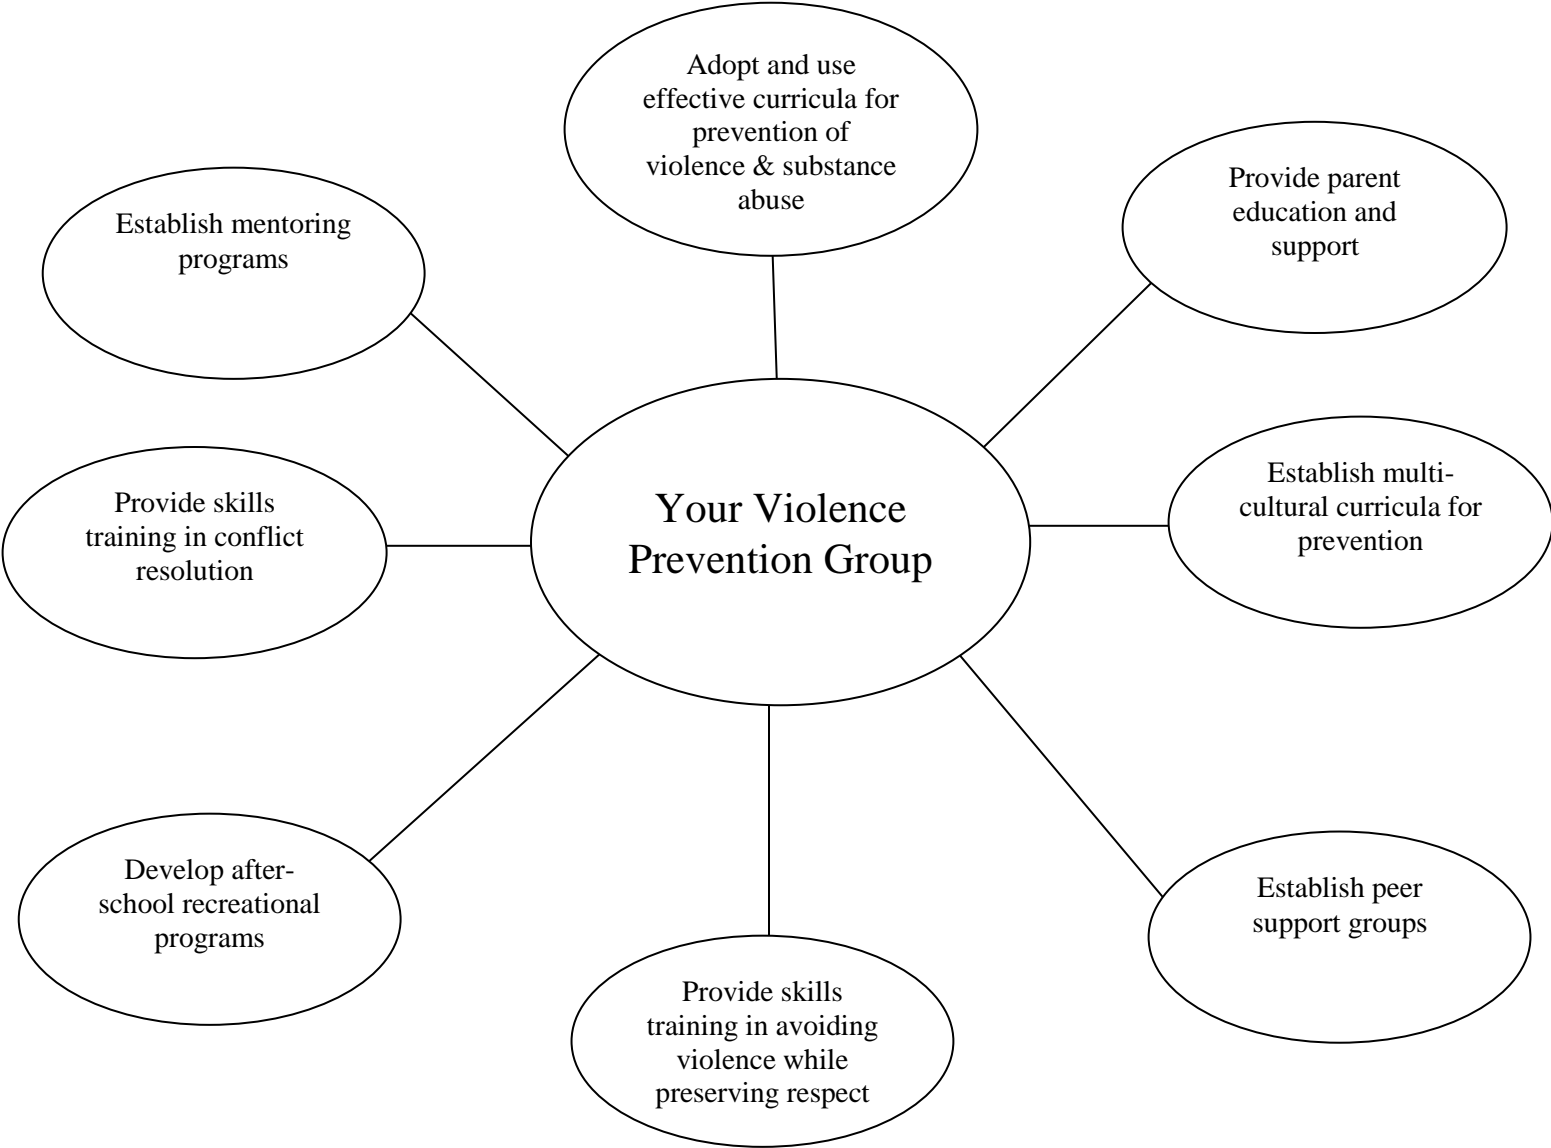 Adopt and use
effective curricula for
prevention of
violence & substance
abuse
Provide parent
education and
support
Establish mentoring
programs
Establish multi-
cultural curricula for
prevention
Your Violence
Prevention Group
Provide skills
training in conflict
resolution
Develop after-
school recreational
programs
Establish peer
support groups
Provide skills
training in avoiding
violence while
preserving respect